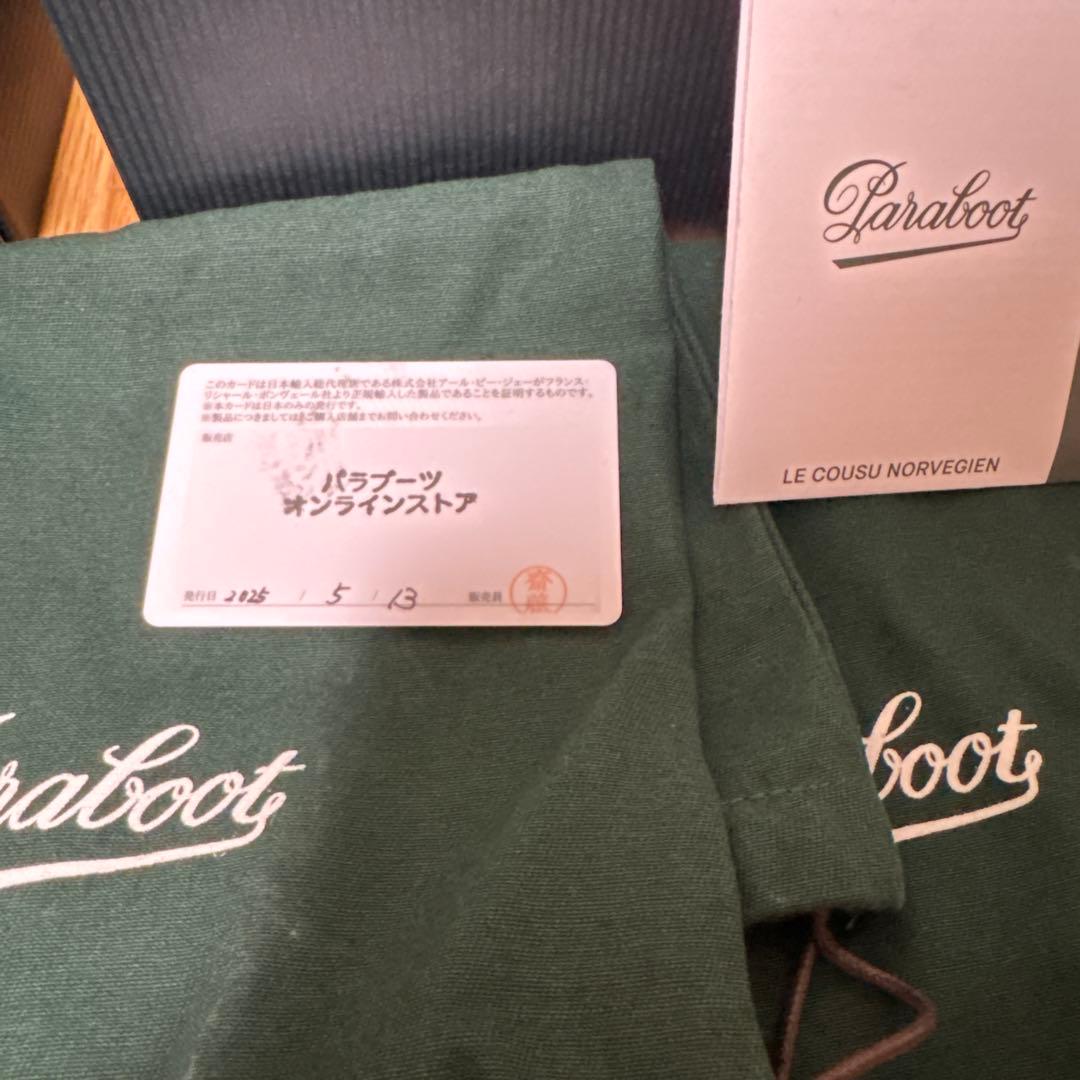 Paraboot
LE COUSU NORVEGIEN
このカードは日本輸入総代理店である株式会社アール・ビー・ジェーがフランス・
リシャール・ポンヴェール社より正規輸入した製品であることを証明するものです。
※本カードは日本のみの発行です。
※製品につきましてはご購入店舗までお問い合わせください。
販売店
パラブーツ
オンラインストア
発行日 2025 / 5 / 13 販売員 齋藤
raboot
boot